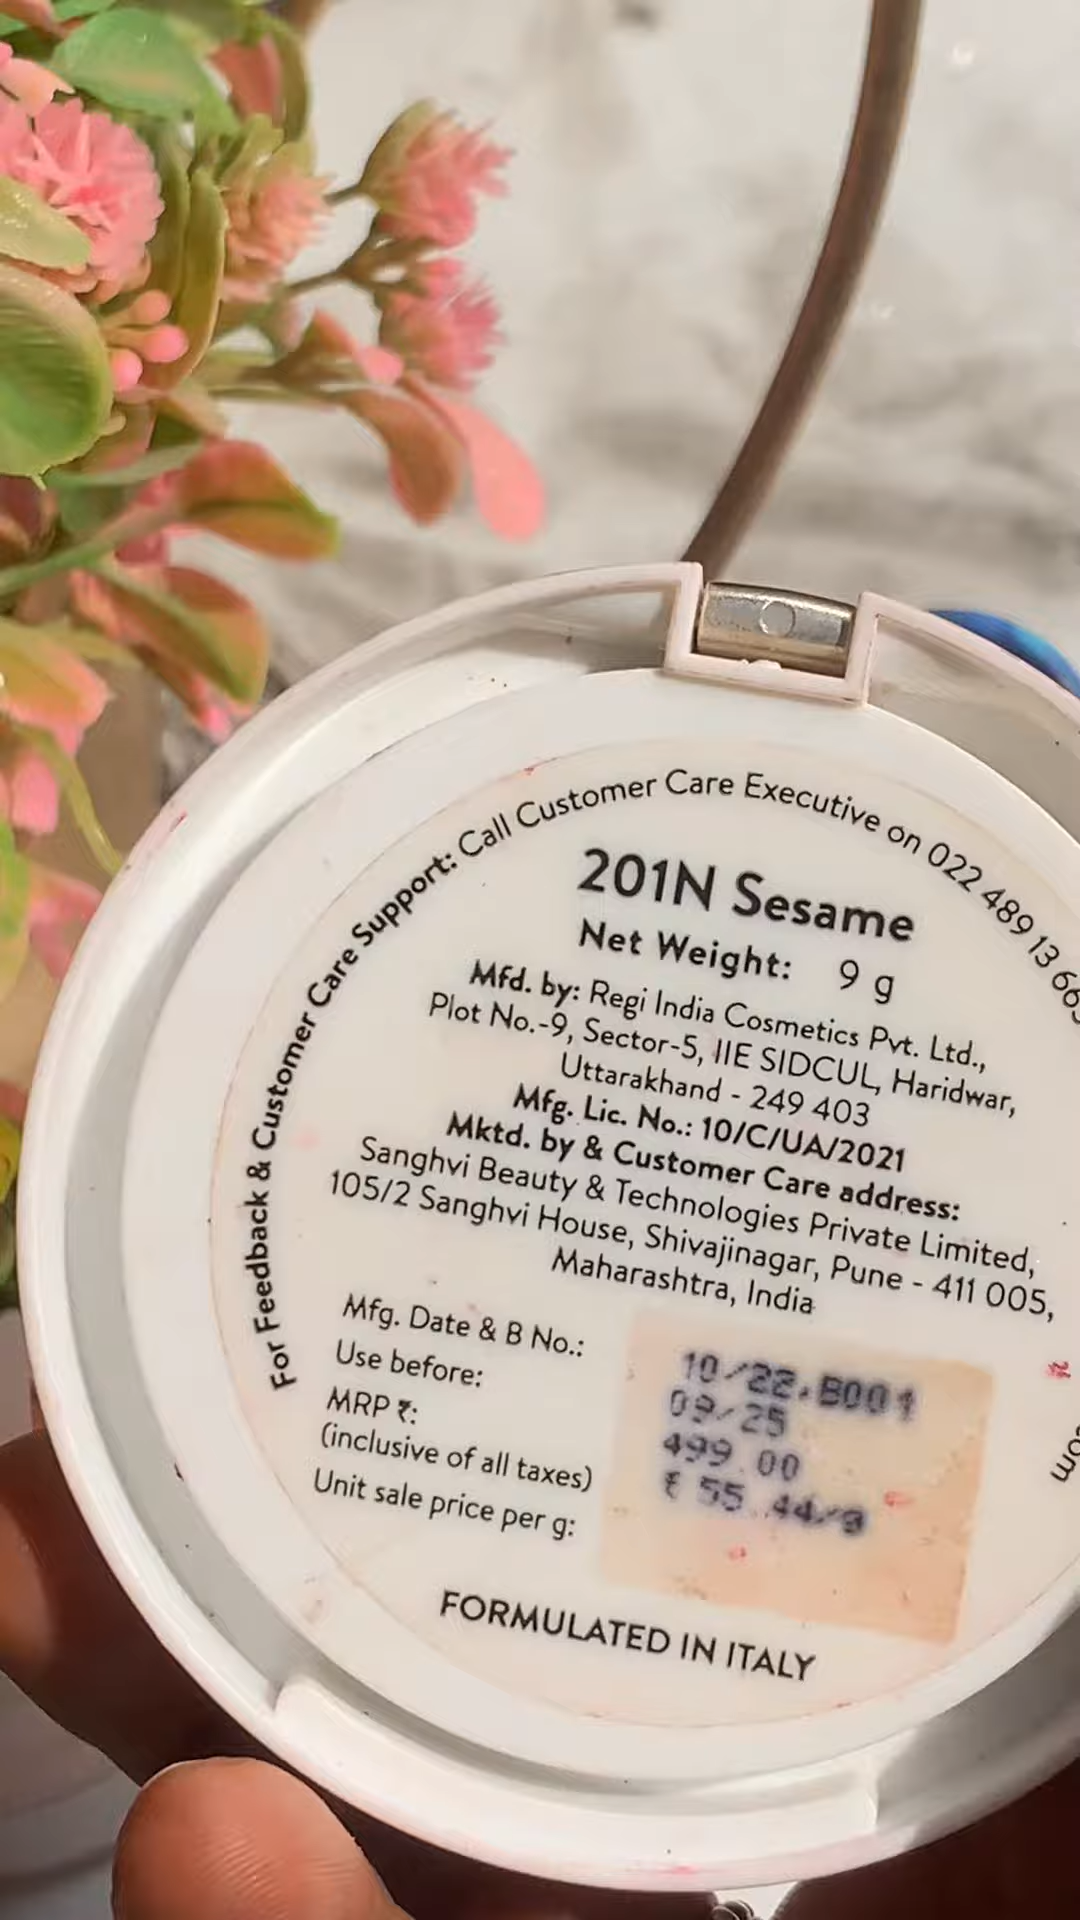 For Feedback & Customer Care Support: Call Customer Care Executive on 022 489 13 66
201N Sesame
Net Weight: 9 g
Mfd. by: Regi India Cosmetics Pvt. Ltd.,
Plot No.-9, Sector-5, IIE SIDCUL, Haridwar,
Uttarakhand - 249 403
Mfg. Lic. No.: 10/C/UA/2021
Mktd. by & Customer Care address:
Sanghvi Beauty & Technologies Private Limited,
105/2 Sanghvi House, Shivajinagar, Pune - 411 005,
Maharashtra, India
Mfg. Date & B No.: 10/22, B001
Use before: 09/25
MRP ₹: 499.00
(inclusive of all taxes)
Unit sale price per g: ₹ 55.44/g
FORMULATED IN ITALY